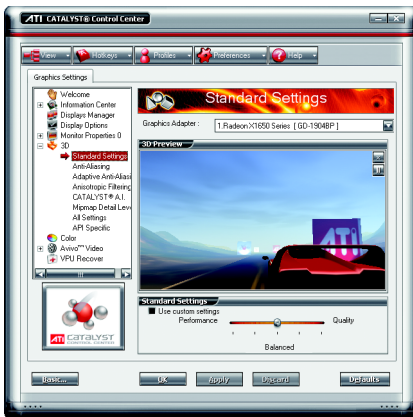 ATI CATALYST® Control Center
View
Hotkeys
Profiles
Preferences
Help
Graphics Settings
Welcome
Information Center
Displays Manager
Display Options
Monitor Properties 0
3D
Standard Settings
Anti-Aliasing
Adaptive Anti-Aliasi
Anisotropic Filtering
CATALYST® A.I.
Mipmap Detail Leve
All Settings
API Specific
Color
Avivo™ Video
VPU Recover
Standard Settings
Graphics Adapter :
1.Radeon X1650 Series [ GD-1904BP ]
3D Preview
ATI
Standard Settings
Use custom settings
Performance
Quality
Balanced
ATI CATALYST
CONTROL CENTER
Basic...
OK
Apply
Discard
Defaults